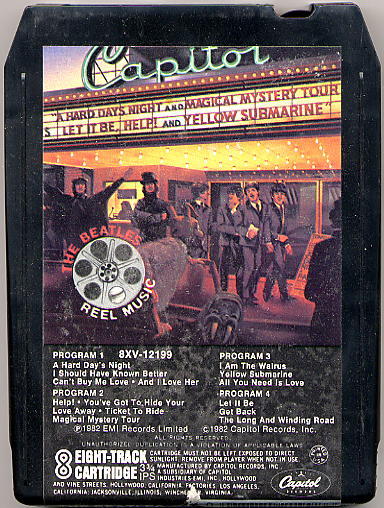 Capitol
"A HARD DAYS NIGHT AND MAGICAL MYSTERY TOUR
S LET IT BE, HELP! AND YELLOW SUBMARINE"
THE BEATLES
REEL MUSIC
PROGRAM 1 8XV-12199
A Hard Day's Night
I Should Have Known Better
Can't Buy Me Love • And I Love Her
PROGRAM 2
Help! • You've Got To Hide Your
Love Away • Ticket To Ride
Magical Mystery Tour
PROGRAM 3
I Am The Walrus
Yellow Submarine
All You Need Is Love
PROGRAM 4
Let It Be
Get Back
The Long And Winding Road
℗1982 EMI Records Limited ©1982 Capitol Records, Inc.
ALL RIGHTS RESERVED.
UNAUTHORIZED DUPLICATION IS A VIOLATION OF APPLICABLE LAWS
8 EIGHT-TRACK CARTRIDGE 3¾ IPS
CARTRIDGE MUST NOT BE LEFT EXPOSED TO DIRECT
SUNLIGHT. REMOVE FROM PLAYER WHEN NOT IN USE.
MANUFACTURED BY CAPITOL RECORDS, INC.
A SUBSIDIARY OF CAPITOL
INDUSTRIES-EMI, INC., HOLLYWOOD
AND VINE STREETS, HOLLYWOOD, CALIFORNIA. FACTORIES: LOS ANGELES,
CALIFORNIA; JACKSONVILLE, ILLINOIS; WINCHESTER, VIRGINIA.
Capitol
RECORDS